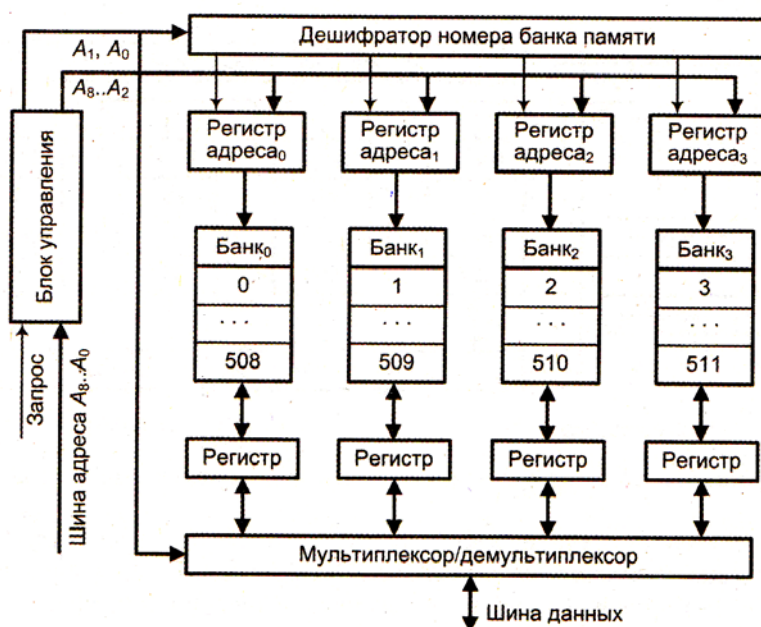 Дешифратор номера банка памяти
A₁, A₀
A₈..A₂
Регистр
адреса₀
Регистр
адреса₁
Регистр
адреса₂
Регистр
адреса₃
Блок управления
Банк₀
0
...
508
Банк₁
1
...
509
Банк₂
2
...
510
Банк₃
3
...
511
Запрос
Шина адреса A₈..A₀
Регистр
Регистр
Регистр
Регистр
Мультиплексор/демультиплексор
Шина данных